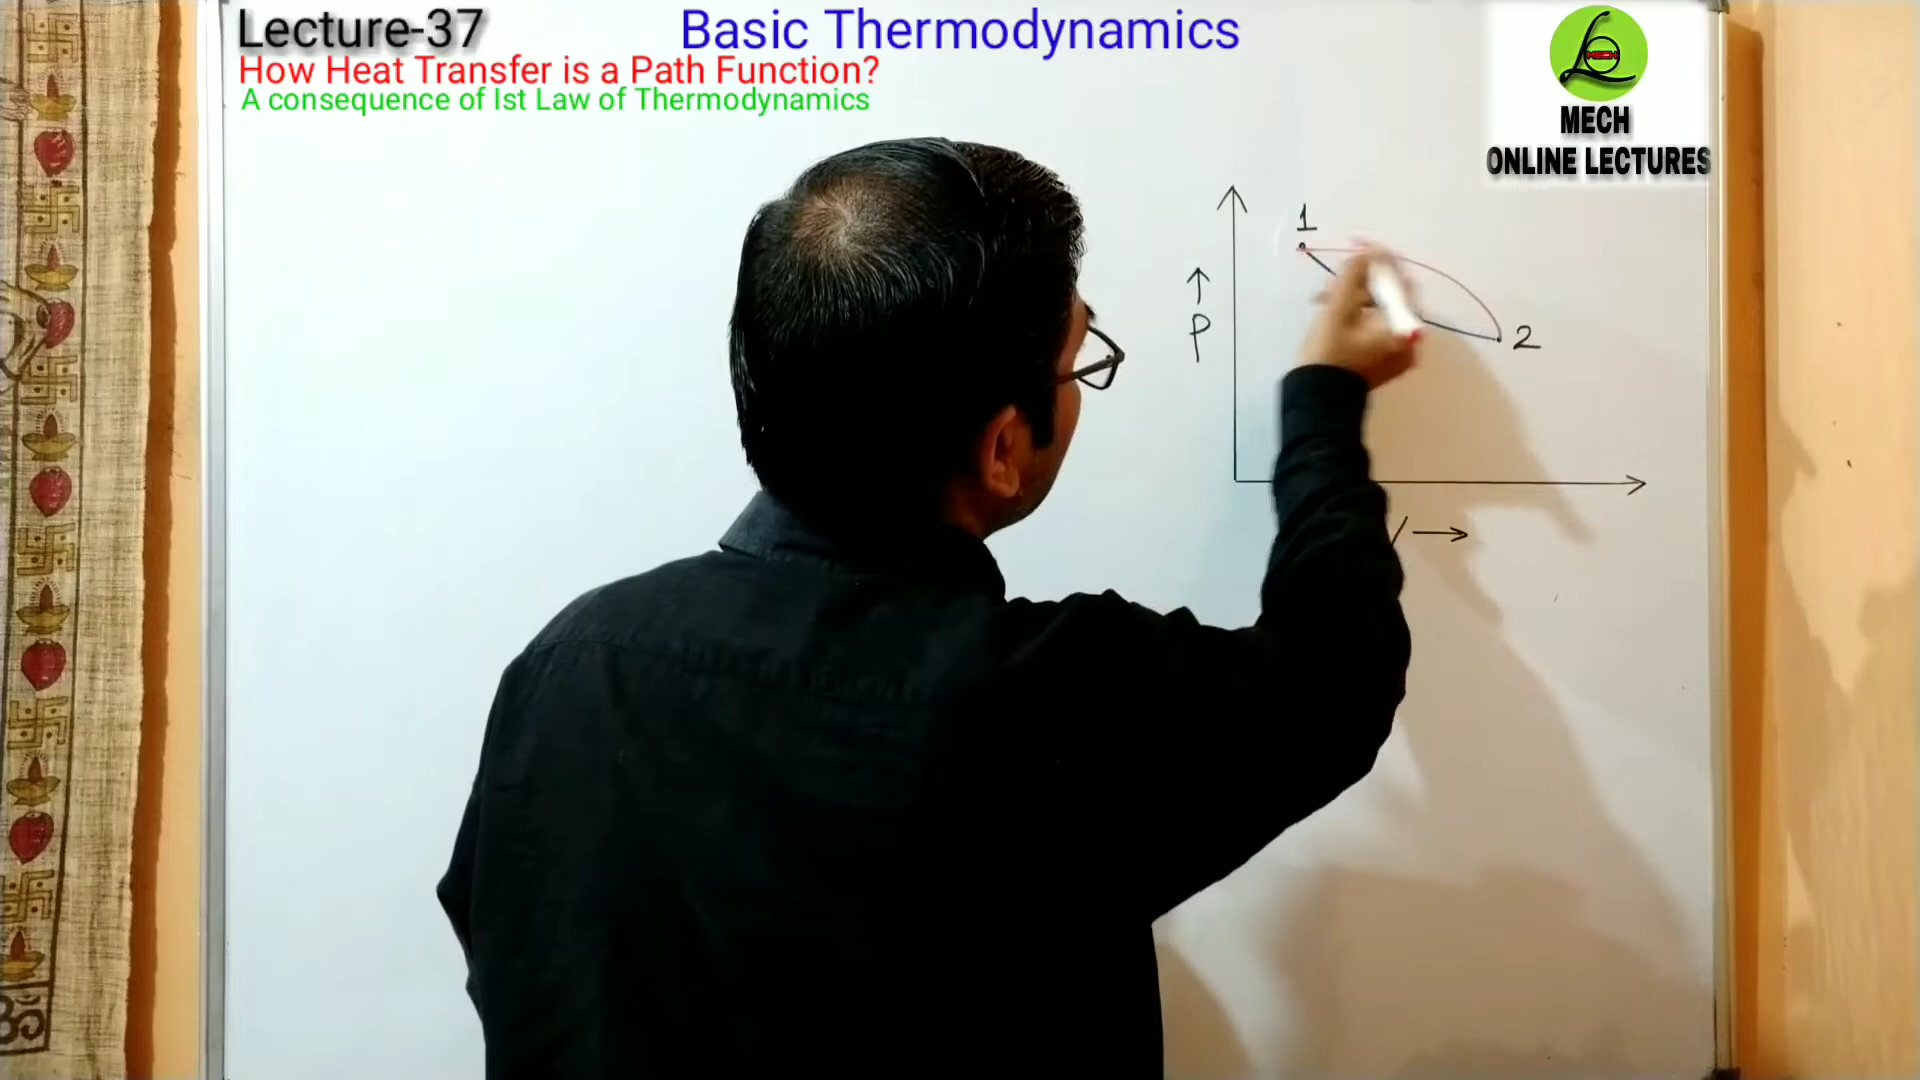 Lecture-37
Basic Thermodynamics
How Heat Transfer is a Path Function?
A consequence of Ist Law of Thermodynamics
MECH
MECH
ONLINE LECTURES
1
P
2